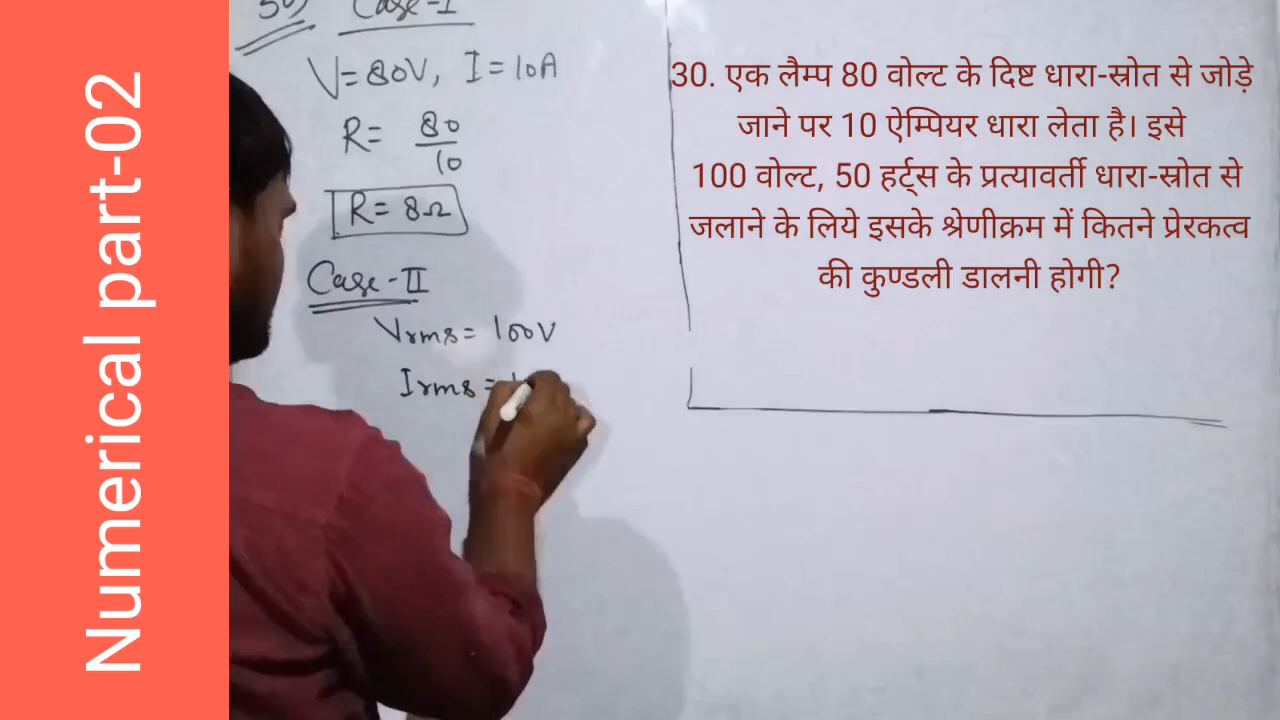 Numerical part-02
30) Case-I
V=80V, I=10A
R= 80/10
R= 8Ω
Case-II
Vrms= 100V
Irms =
30. एक लैम्प 80 वोल्ट के दिष्ट धारा-स्रोत से जोड़े
जाने पर 10 ऐम्पियर धारा लेता है। इसे
100 वोल्ट, 50 हर्ट्स के प्रत्यावर्ती धारा-स्रोत से
जलाने के लिये इसके श्रेणीक्रम में कितने प्रेरकत्व
की कुण्डली डालनी होगी?